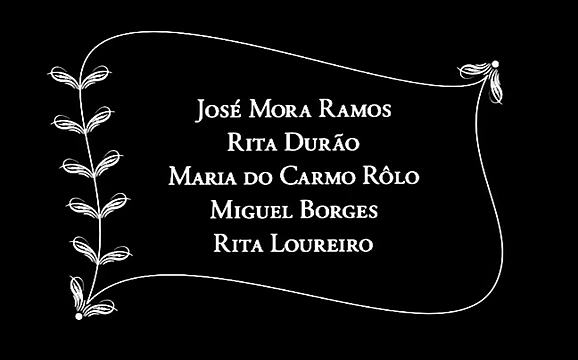 José Mora Ramos
Rita Durão
Maria do Carmo Rôlo
Miguel Borges
Rita Loureiro